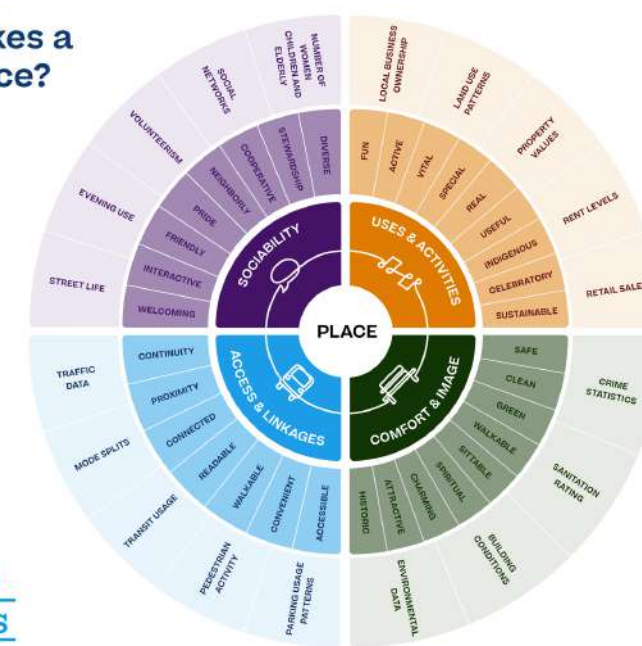 kes a
ce?
STREET LIFE
EVENING USE
VOLUNTEERISM
SOCIAL
NETWORKS
NUMBER OF
WOMEN
CHILDREN AND
ELDERLY
LOCAL BUSINESS
OWNERSHIP
LAND USE
PATTERNS
PROPERTY
VALUES
RENT LEVELS
RETAIL SALE
WELCOMING
INTERACTIVE
FRIENDLY
PRIDE
NEIGHBORLY
COOPERATIVE
STEWARDSHIP
DIVERSE
FUN
ACTIVE
VITAL
SPECIAL
REAL
USEFUL
INDIGENOUS
CELEBRATORY
SUSTAINABLE
SOCIABILITY
USES & ACTIVITIES
PLACE
ACCESS & LINKAGES
COMFORT & IMAGE
CONTINUITY
PROXIMITY
CONNECTED
READABLE
WALKABLE
CONVENIENT
ACCESSIBLE
SAFE
CLEAN
GREEN
WALKABLE
SITTABLE
SPIRITUAL
CHARMING
ATTRACTIVE
HISTORIC
TRAFFIC
DATA
MODE SPLITS
TRANSIT USAGE
PEDESTRIAN
ACTIVITY
PARKING USAGE
PATTERNS
CRIME
STATISTICS
SANITATION
RATING
BUILDING
CONDITIONS
ENVIRONMENTAL
DATA
S